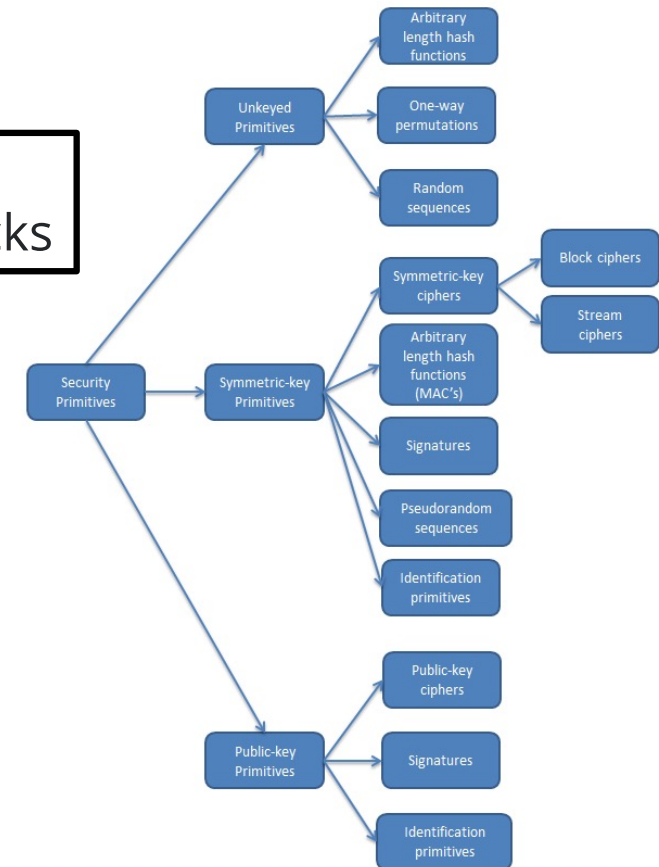 Arbitrary
length hash
functions
Unkeyed
Primitives
One-way
permutations
Random
sequences
Symmetric-key
ciphers
Block ciphers
Stream
ciphers
Security
Primitives
Symmetric-key
Primitives
Arbitrary
length hash
functions
(MAC's)
Signatures
Pseudorandom
sequences
Identification
primitives
Public-key
Primitives
Public-key
ciphers
Signatures
Identification
primitives